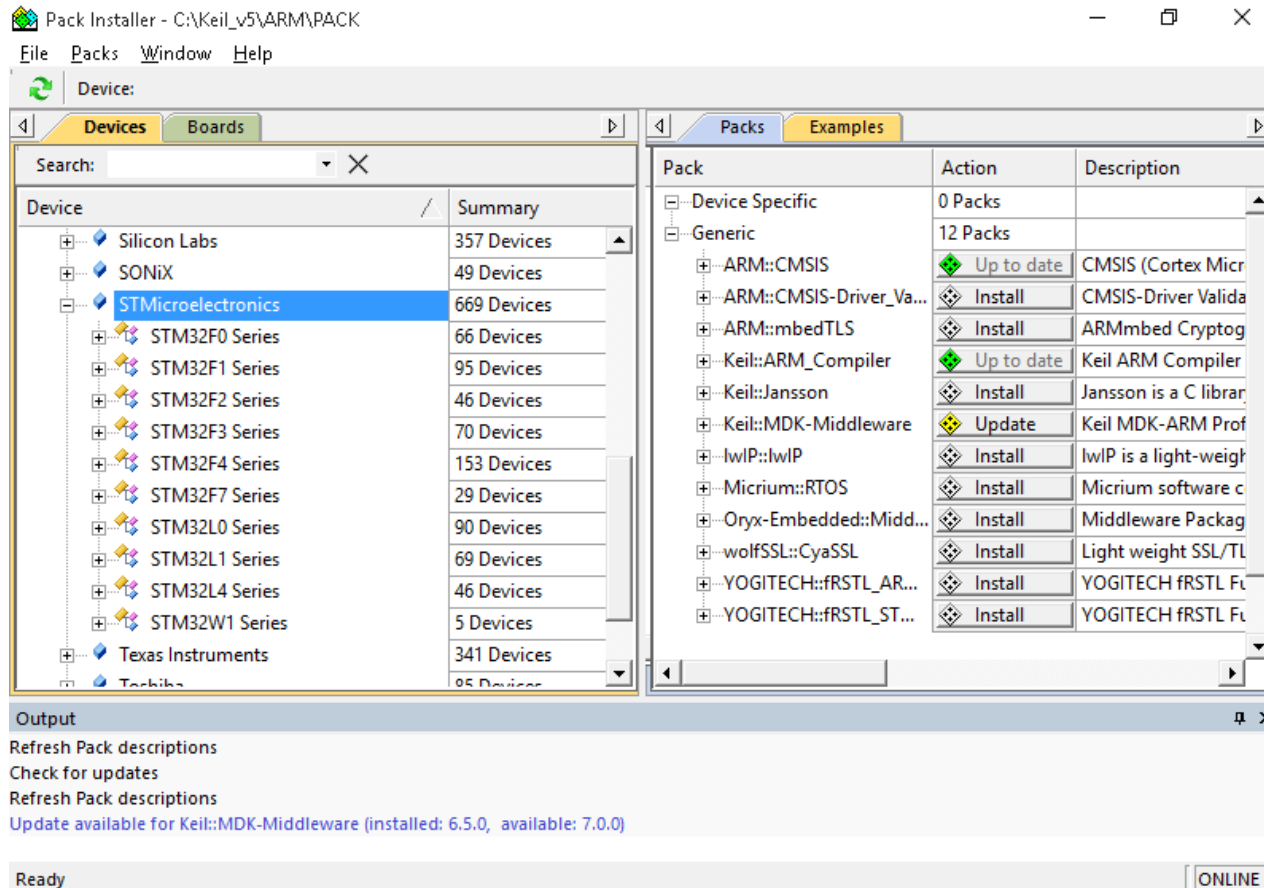 Pack Installer - C:\Keil_v5\ARM\PACK
File Packs Window Help
Device:
Devices Boards
Search:
Device Summary
Silicon Labs 357 Devices
SONiX 49 Devices
STMicroelectronics 669 Devices
STM32F0 Series 66 Devices
STM32F1 Series 95 Devices
STM32F2 Series 46 Devices
STM32F3 Series 70 Devices
STM32F4 Series 153 Devices
STM32F7 Series 29 Devices
STM32L0 Series 90 Devices
STM32L1 Series 69 Devices
STM32L4 Series 46 Devices
STM32W1 Series 5 Devices
Texas Instruments 341 Devices
Toshiba 85 Devices
Packs Examples
Pack Action Description
Device Specific 0 Packs
Generic 12 Packs
ARM::CMSIS Up to date CMSIS (Cortex Micr
ARM::CMSIS-Driver_Va... Install CMSIS-Driver Valida
ARM::mbedTLS Install ARMmbed Cryptog
Keil::ARM_Compiler Up to date Keil ARM Compiler
Keil::Jansson Install Jansson is a C librar
Keil::MDK-Middleware Update Keil MDK-ARM Prof
lwIP::lwIP Install lwIP is a light-weigh
Micrium::RTOS Install Micrium software c
Oryx-Embedded::Midd... Install Middleware Packag
wolfSSL::CyaSSL Install Light weight SSL/TL
YOGITECH::fRSTL_AR... Install YOGITECH fRSTL Fu
YOGITECH::fRSTL_ST... Install YOGITECH fRSTL Fu
Output
Refresh Pack descriptions
Check for updates
Refresh Pack descriptions
Update available for Keil::MDK-Middleware (installed: 6.5.0, available: 7.0.0)
Ready ONLINE